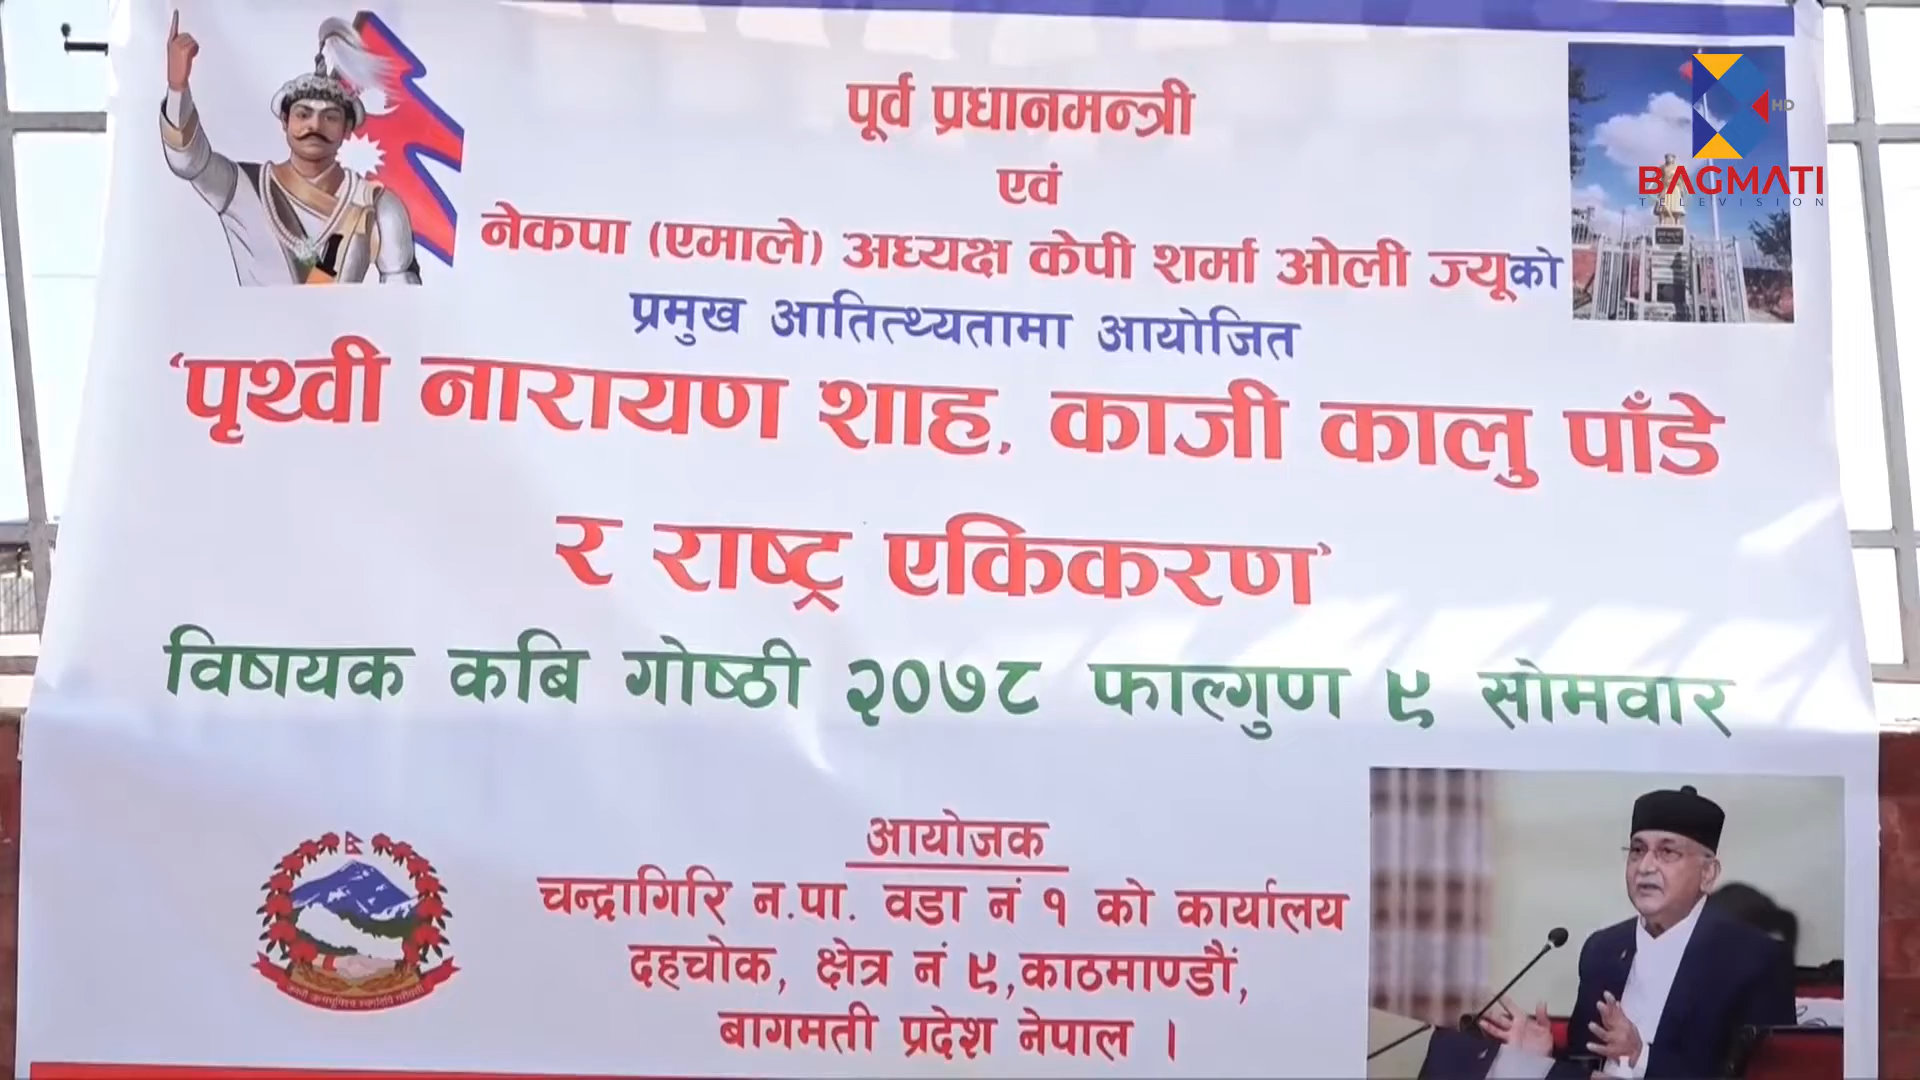 पूर्व प्रधानमन्त्री
एवं
नेकपा (एमाले) अध्यक्ष केपी शर्मा ओली ज्यूको
प्रमुख आतित्थ्यतामा आयोजित
‘पृथ्वी नारायण शाह, काजी कालु पाँडे
र राष्ट्र एकिकरण’
विषायक कबि गोष्ठी २०७८ फाल्गुण ९ सोमवार
आयोजक
चन्द्रागिरि न.पा. वडा नं १ को कार्यालय
दहचोक, क्षेत्र नं ९,काठमाण्डौं,
बागमती प्रदेश नेपाल ।
HD
BAGMATI
TELEVISION